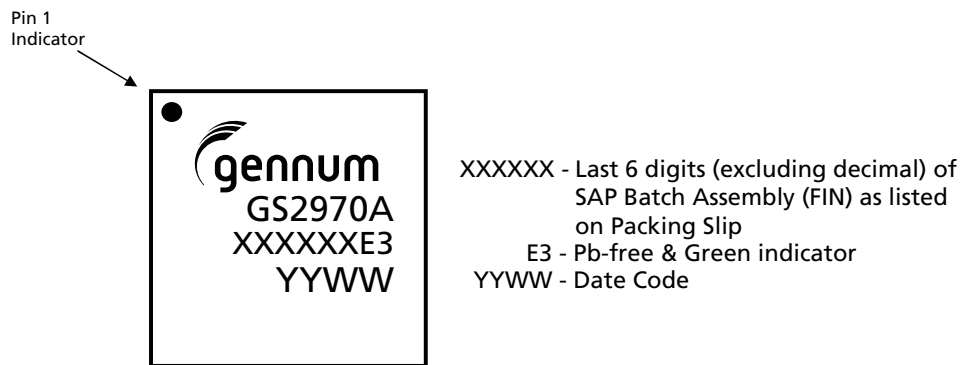 Pin 1
Indicator
gennum
GS2970A
XXXXXXE3
YYWW
XXXXXX - Last 6 digits (excluding decimal) of
SAP Batch Assembly (FIN) as listed
on Packing Slip
E3 - Pb-free & Green indicator
YYWW - Date Code